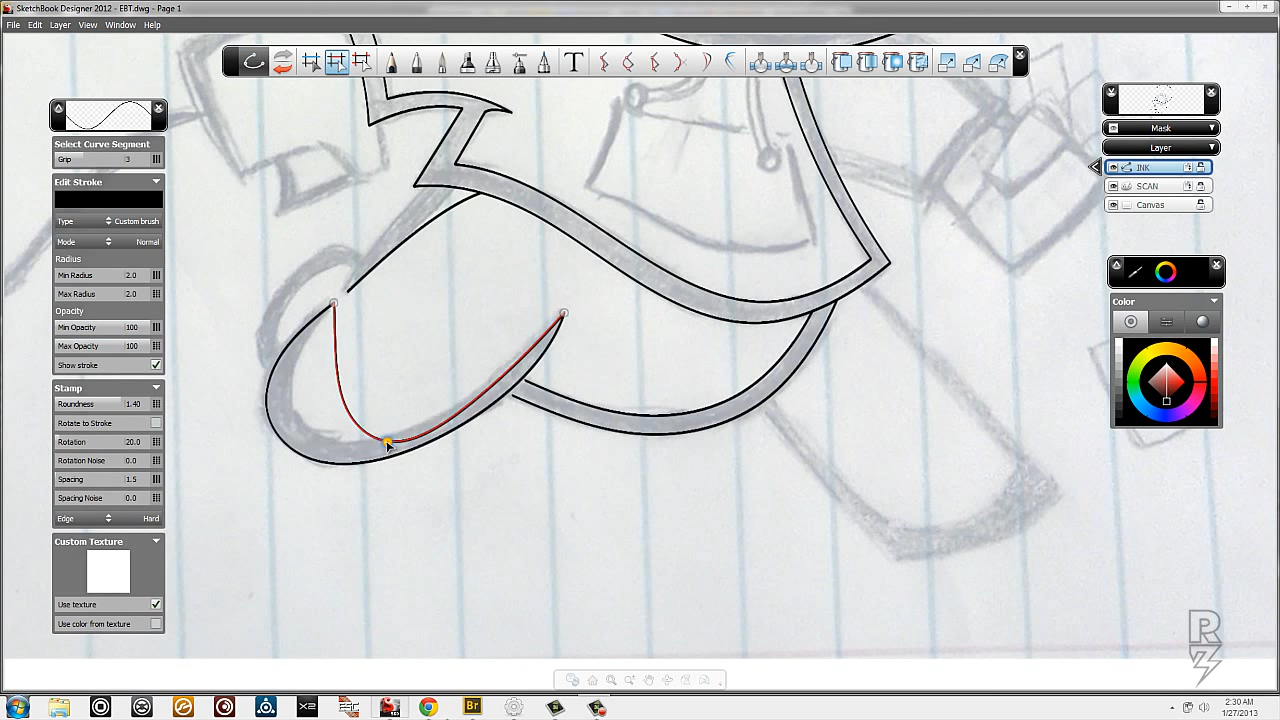 SketchBook Designer 2012 - EBT.dwg - Page 1
File Edit Layer View Window Help
T
Select Curve Segment
Grip 3
Edit Stroke
Type Custom brush
Mode Normal
Radius
Min Radius 2.0
Max Radius 2.0
Opacity
Min Opacity 100
Max Opacity 100
Show stroke
Stamp
Roundness 1.40
Rotate to Stroke
Rotation 20.0
Rotation Noise 0.0
Spacing 1.5
Spacing Noise 0.0
Edge Hard
Custom Texture
Use texture
Use color from texture
Mask
Layer
INK
SCAN
Canvas
Color
R
X2
Br
2:30 AM
1/27/2013